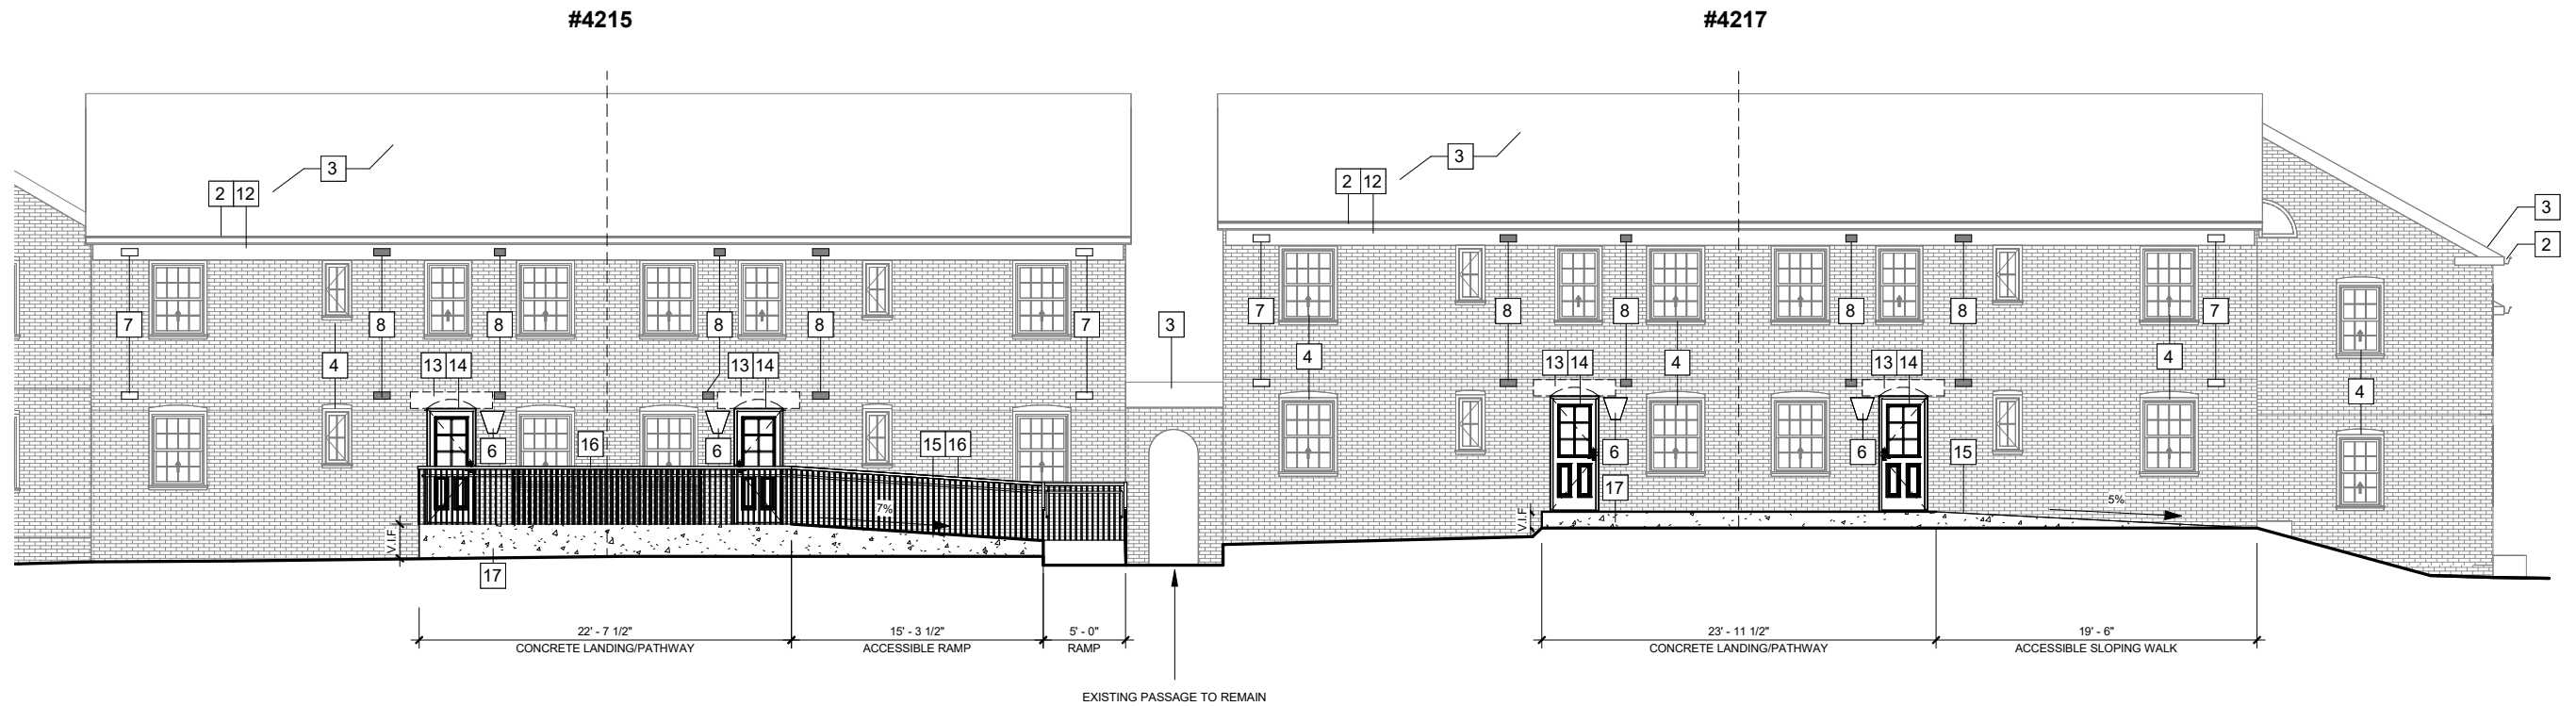 #4215 #4217
3 3
2 12 2 12
3
2
7 8 8 8 8 7 3 7 8 8 8 8 7
4 4 4 4
13 14 13 14 13 14 13 14
4
6 16 6 15 16 6 6 15
17
7% 5%
V.I.F. V.I.F.
17
22' - 7 1/2" 15' - 3 1/2" 5' - 0" 23' - 11 1/2" 19' - 6"
CONCRETE LANDING/PATHWAY ACCESSIBLE RAMP RAMP CONCRETE LANDING/PATHWAY ACCESSIBLE SLOPING WALK
EXISTING PASSAGE TO REMAIN